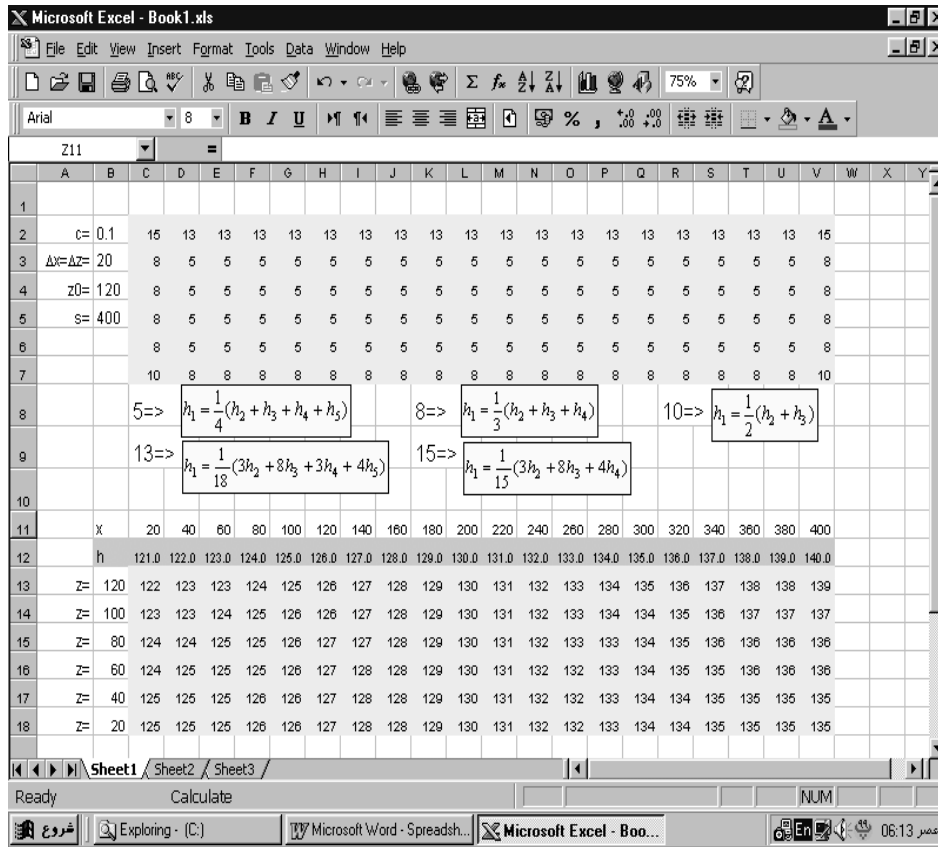 Microsoft Excel - Book1.xls
File Edit View Insert Format Tools Data Window Help
75%
Arial 8 B I U
Z11 =
A B C D E F G H I J K L M N O P Q R S T U V W X Y
1
2 c= 0.1 15 13 13 13 13 13 13 13 13 13 13 13 13 13 13 13 13 13 13 15
3 Δx=Δz= 20 8 5 5 5 5 5 5 5 5 5 5 5 5 5 5 5 5 5 5 8
4 z0= 120 8 5 5 5 5 5 5 5 5 5 5 5 5 5 5 5 5 5 5 8
5 s= 400 8 5 5 5 5 5 5 5 5 5 5 5 5 5 5 5 5 5 5 8
6 8 5 5 5 5 5 5 5 5 5 5 5 5 5 5 5 5 5 5 8
7 10 8 8 8 8 8 8 8 8 8 8 8 8 8 8 8 8 8 8 10
8 5=> h₁ = 1/4 (h₂ + h₃ + h₄ + h₅) 8=> h₁ = 1/3 (h₂ + h₃ + h₄) 10=> h₁ = 1/2 (h₂ + h₃)
9 13=> h₁ = 1/18 (3h₂ + 8h₃ + 3h₄ + 4h₅) 15=> h₁ = 1/15 (3h₂ + 8h₃ + 4h₄)
10
11 X 20 40 60 80 100 120 140 160 180 200 220 240 260 280 300 320 340 360 380 400
12 h 121.0 122.0 123.0 124.0 125.0 126.0 127.0 128.0 129.0 130.0 131.0 132.0 133.0 134.0 135.0 136.0 137.0 138.0 139.0 140.0
13 z= 120 122 123 123 124 125 126 127 128 129 130 131 132 133 134 135 136 137 138 138 139
14 z= 100 123 123 124 125 126 126 127 128 129 130 131 132 133 134 134 135 136 137 137 137
15 z= 80 124 124 125 125 126 127 127 128 129 130 131 132 133 133 134 135 136 136 136 136
16 z= 60 124 125 125 126 126 127 128 128 129 130 131 132 132 133 134 135 135 136 136 136
17 z= 40 125 125 125 126 126 127 128 128 129 130 131 132 132 133 134 134 135 135 135 135
18 z= 20 125 125 125 126 126 127 128 128 129 130 131 132 132 133 134 134 135 135 135 135
Sheet1 Sheet2 Sheet3
Ready Calculate NUM
شروع Exploring - (C:) Microsoft Word - Spreadsh... Microsoft Excel - Boo... En 06:13 عصر